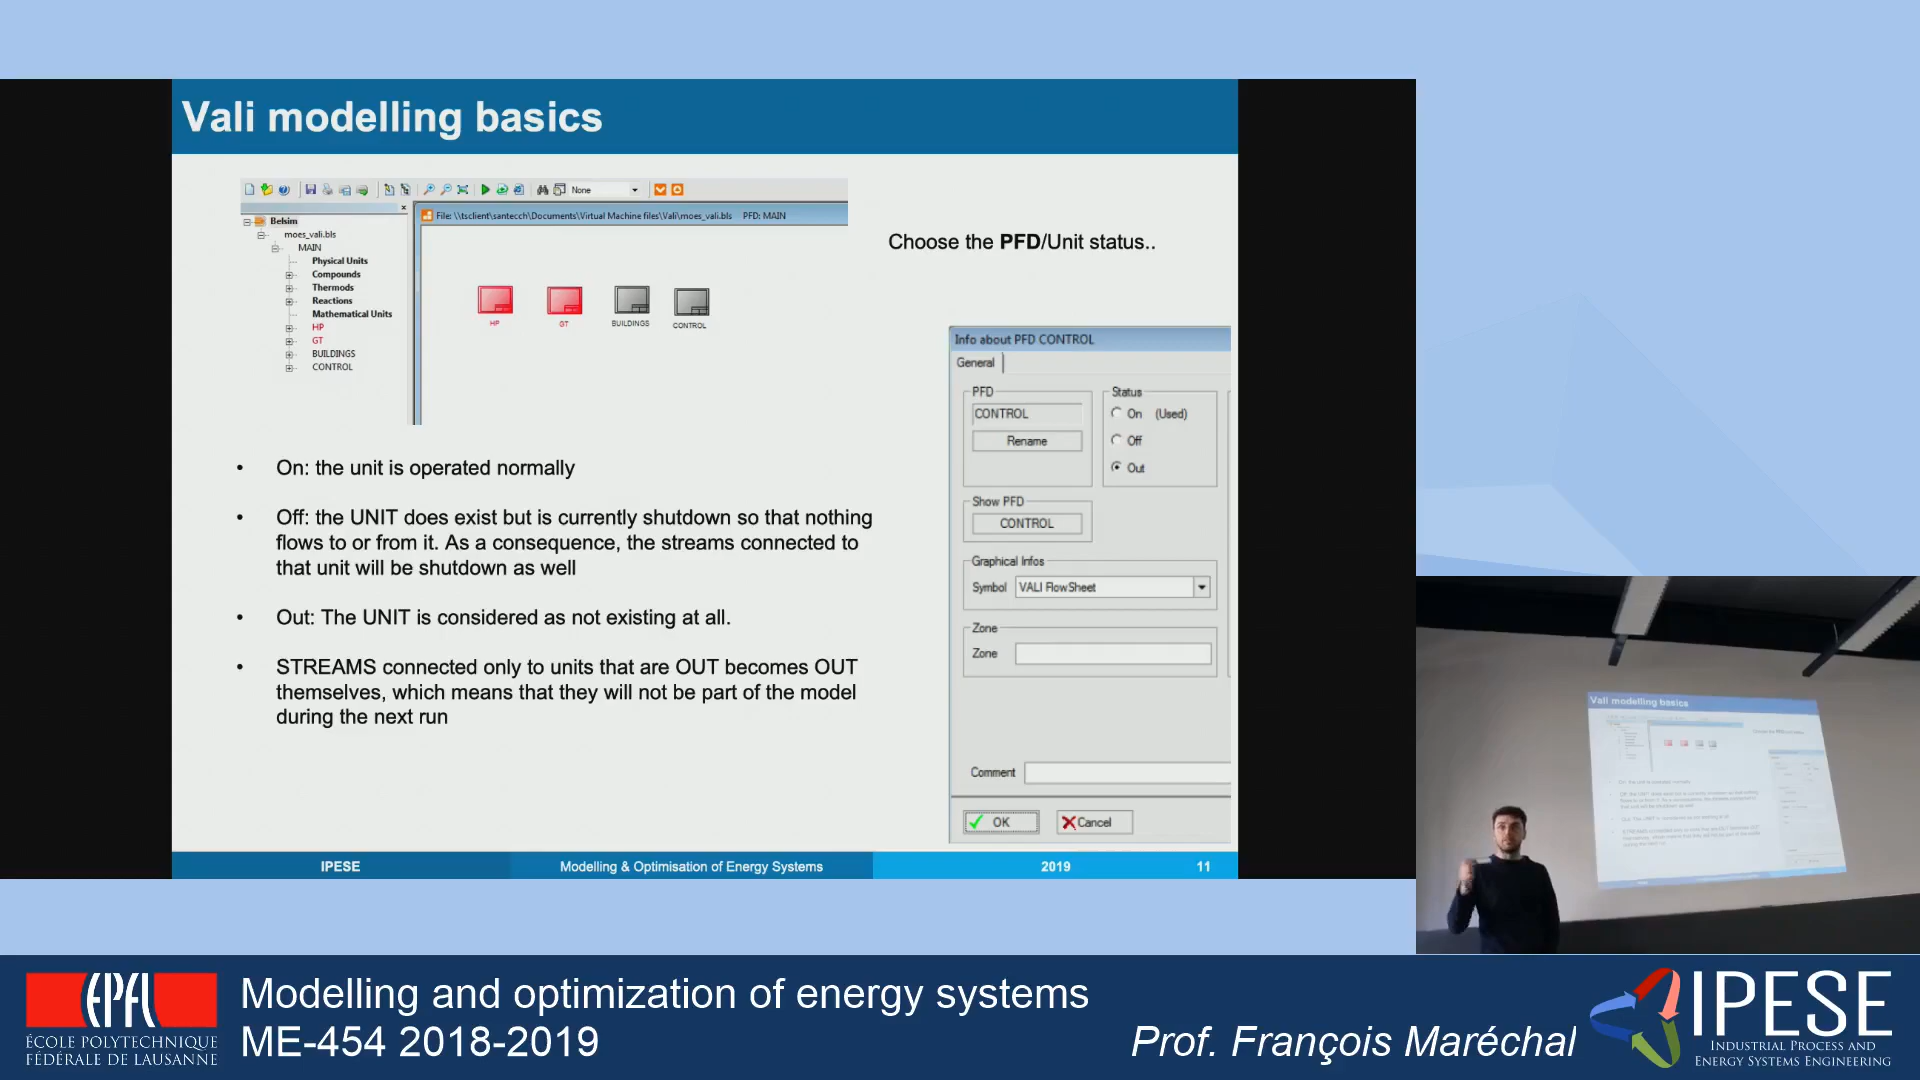 Vali modelling basics
None
File: \\tsclient\santecch\Documents\Virtual Machine files\Vali\moes_vali.bls PFD: MAIN
Belsim
moes_vali.bls
MAIN
Physical Units
Compounds
Thermods
Reactions
Mathematical Units
HP
GT
BUILDINGS
CONTROL
HP
GT
BUILDINGS
CONTROL
Choose the PFD/Unit status..
Info about PFD CONTROL
General
PFD
CONTROL
Rename
Status
On (Used)
Off
Out
Show PFD
CONTROL
Graphical Infos
Symbol VALI FlowSheet
Zone
Zone
Comment
OK
Cancel
• On: the unit is operated normally
• Off: the UNIT does exist but is currently shutdown so that nothing
flows to or from it. As a consequence, the streams connected to
that unit will be shutdown as well
• Out: The UNIT is considered as not existing at all.
• STREAMS connected only to units that are OUT becomes OUT
themselves, which means that they will not be part of the model
during the next run
IPESE
Modelling & Optimisation of Energy Systems
2019
11
Vali modelling basics
EPFL
ÉCOLE POLYTECHNIQUE
FÉDÉRALE DE LAUSANNE
Modelling and optimization of energy systems
ME-454 2018-2019
Prof. François Maréchal
IPESE
INDUSTRIAL PROCESS AND
ENERGY SYSTEMS ENGINEERING